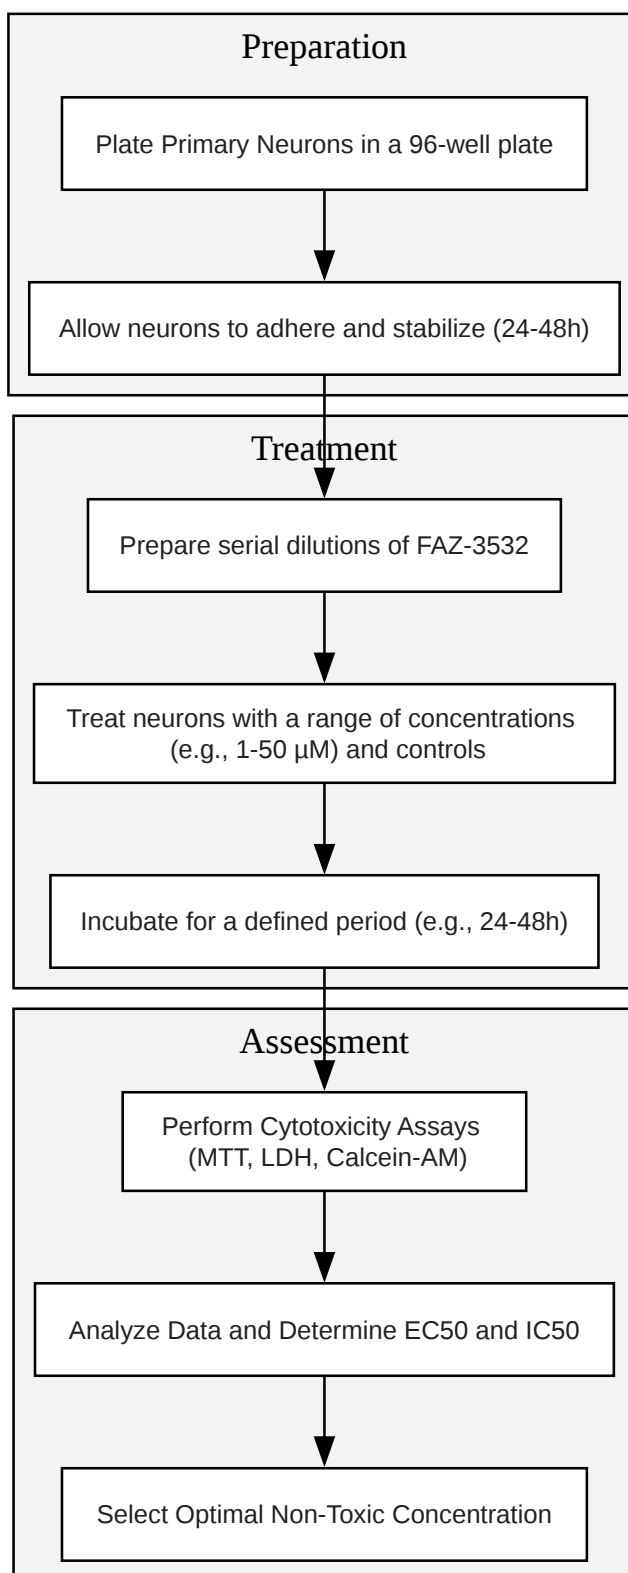 Preparation
Plate Primary Neurons in a 96-well plate
Allow neurons to adhere and stabilize (24-48h)
Treatment
Prepare serial dilutions of FAZ-3532
Treat neurons with a range of concentrations
(e.g., 1-50 µM) and controls
Incubate for a defined period (e.g., 24-48h)
Assessment
Perform Cytotoxicity Assays
(MTT, LDH, Calcein-AM)
Analyze Data and Determine EC50 and IC50
Select Optimal Non-Toxic Concentration